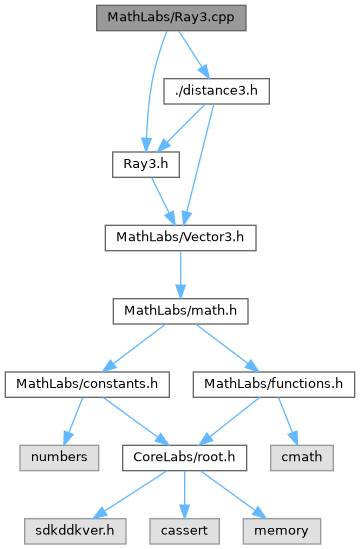 MathLabs/Ray3.cpp
./distance3.h
Ray3.h
MathLabs/Vector3.h
MathLabs/math.h
MathLabs/constants.h
MathLabs/functions.h
numbers
CoreLabs/root.h
cmath
sdkddkver.h
cassert
memory